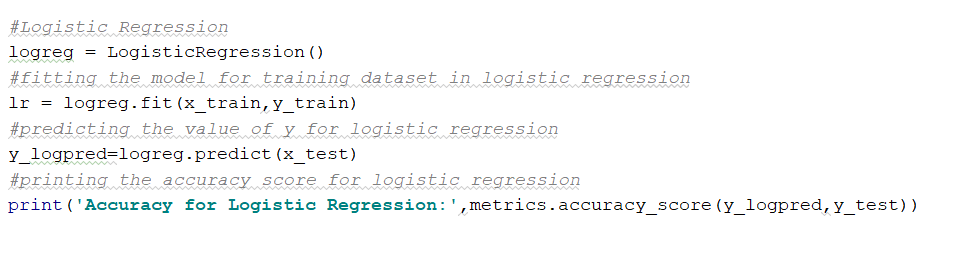 #Logistic Regression
logreg = LogisticRegression()
#fitting the model for training dataset in logistic regression
lr = logreg.fit(x_train,y_train)
#predicting the value of y for logistic regression
y_logpred=logreg.predict(x_test)
#printing the accuracy score for logistic regression
print('Accuracy for Logistic Regression:',metrics.accuracy_score(y_logpred,y_test))